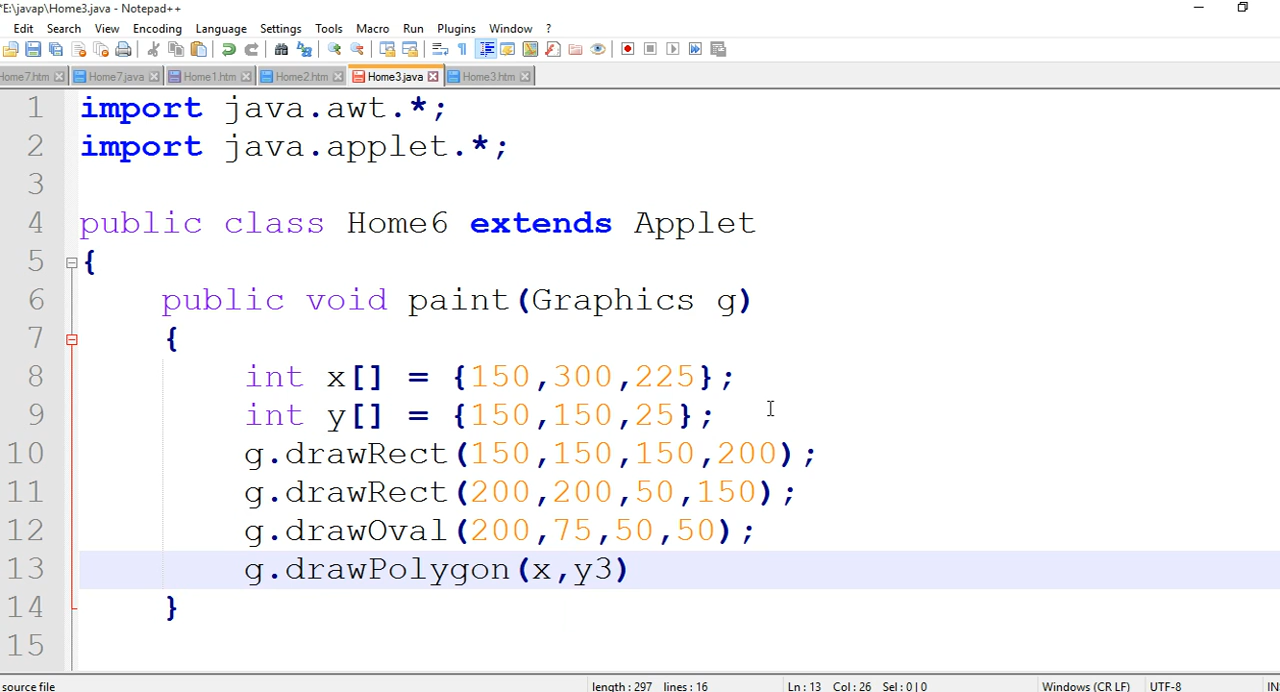 *E:\javap\Home3.java - Notepad++
Edit Search View Encoding Language Settings Tools Macro Run Plugins Window ?
Home7.htm Home7.java Home1.htm Home2.htm Home3.java Home3.htm
1 import java.awt.*;
2 import java.applet.*;
3
4 public class Home6 extends Applet
5 {
6 public void paint(Graphics g)
7 {
8 int x[] = {150,300,225};
9 int y[] = {150,150,25};
10 g.drawRect(150,150,150,200);
11 g.drawRect(200,200,50,150);
12 g.drawOval(200,75,50,50);
13 g.drawPolygon(x,y3)
14 }
15
source file length : 297 lines : 16 Ln : 13 Col : 26 Sel : 0 | 0 Windows (CR LF) UTF-8 IN